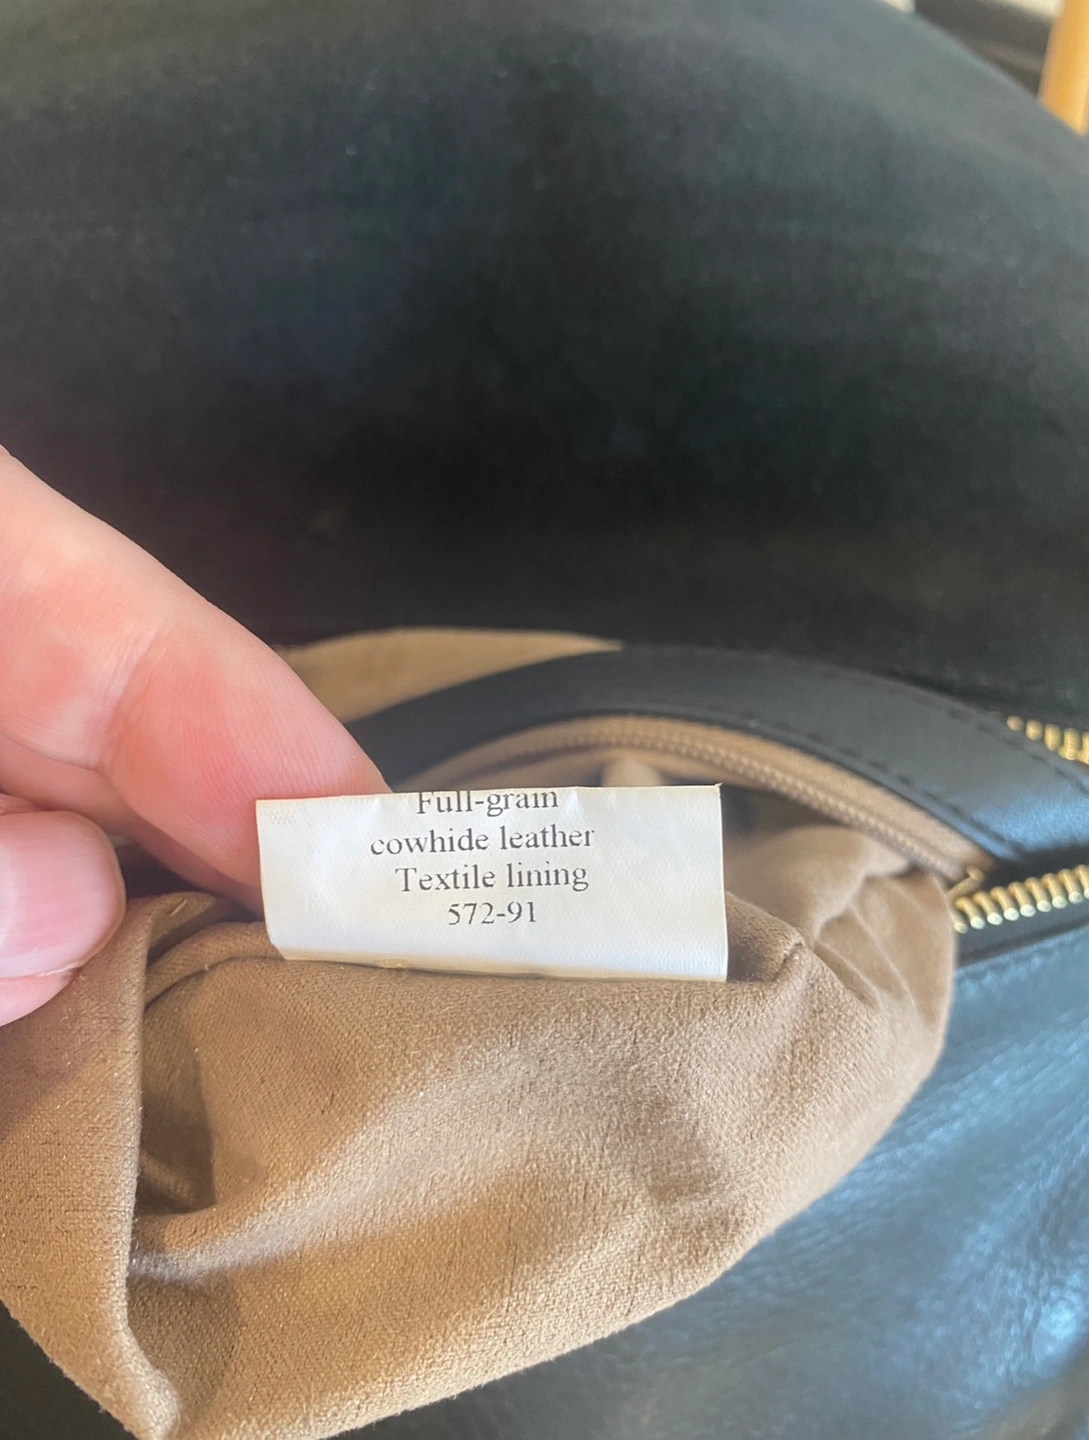 Full-grain
cowhide leather
Textile lining
572-91